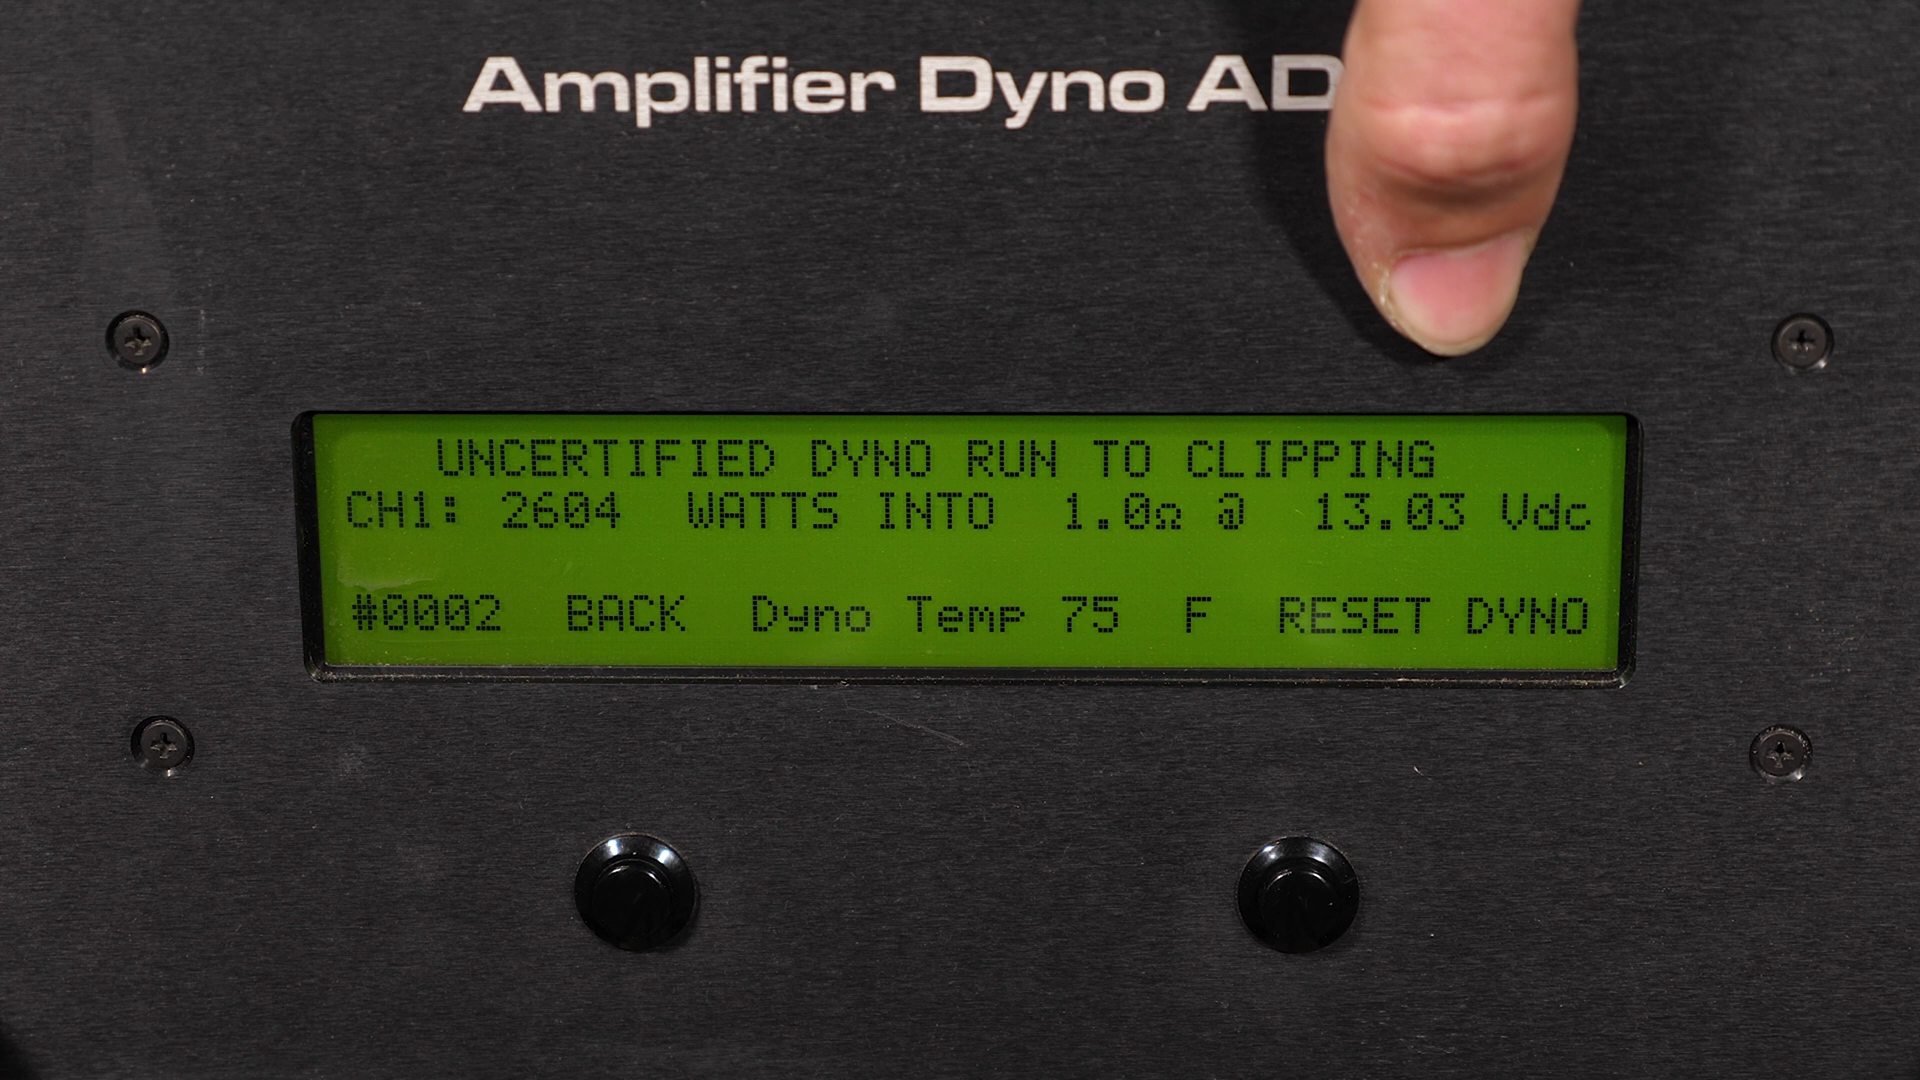 Amplifier Dyno AD
UNCERTIFIED DYNO RUN TO CLIPPING
CH1: 2604 WATTS INTO 1.0Ω @ 13.03 Vdc
#0002 BACK Dyno Temp 75 F RESET DYNO